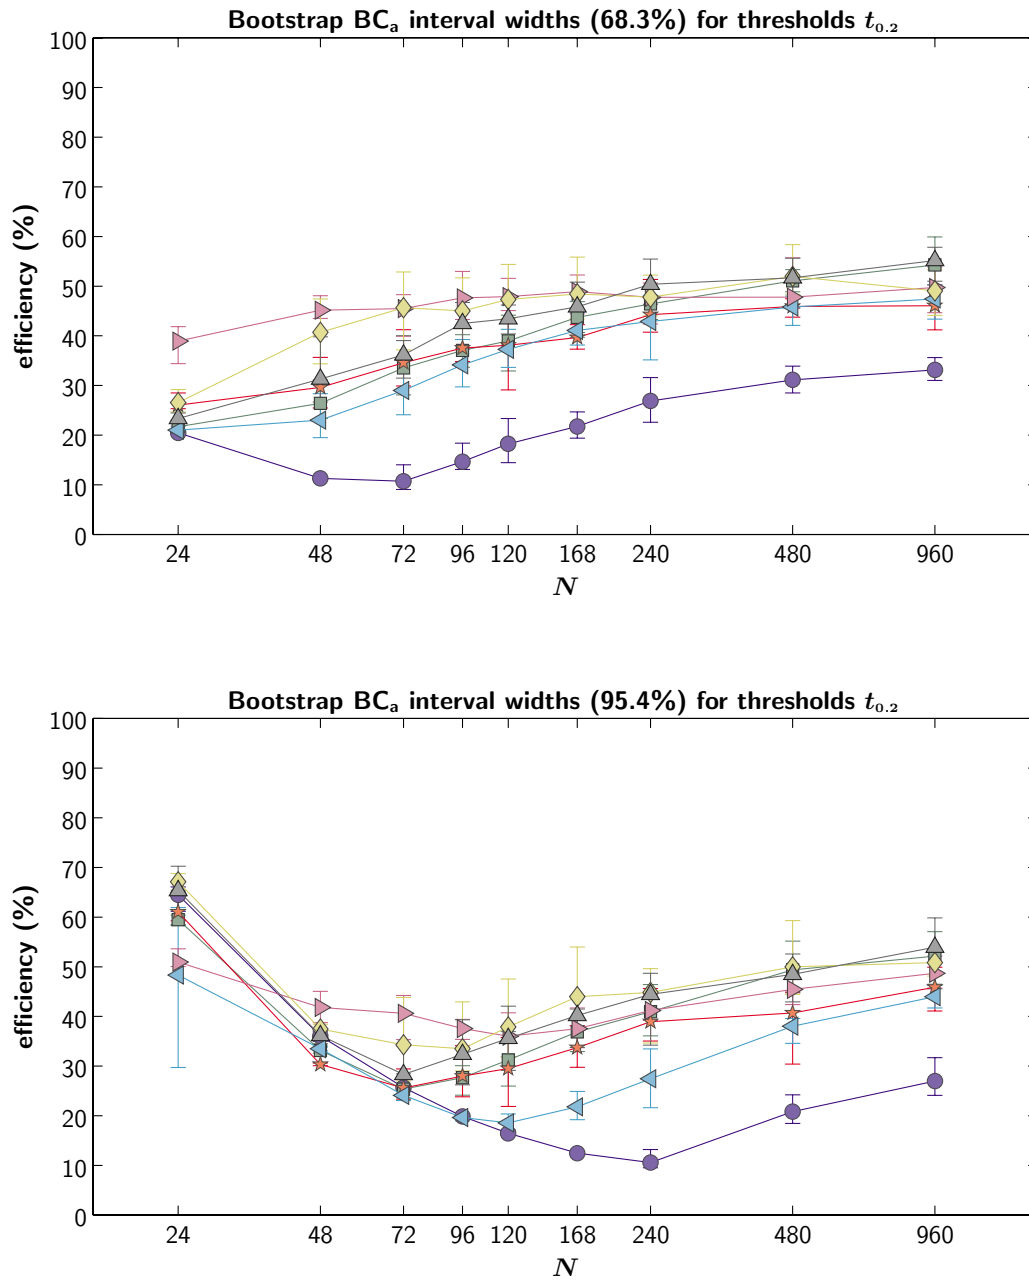 Bootstrap BCa interval widths (68.3%) for thresholds t0.2
100
90
80
70
60
50
40
30
20
10
0
efficiency (%)
24 48 72 96 120 168 240 480 960
N
Bootstrap BCa interval widths (95.4%) for thresholds t0.2
100
90
80
70
60
50
40
30
20
10
0
efficiency (%)
24 48 72 96 120 168 240 480 960
N